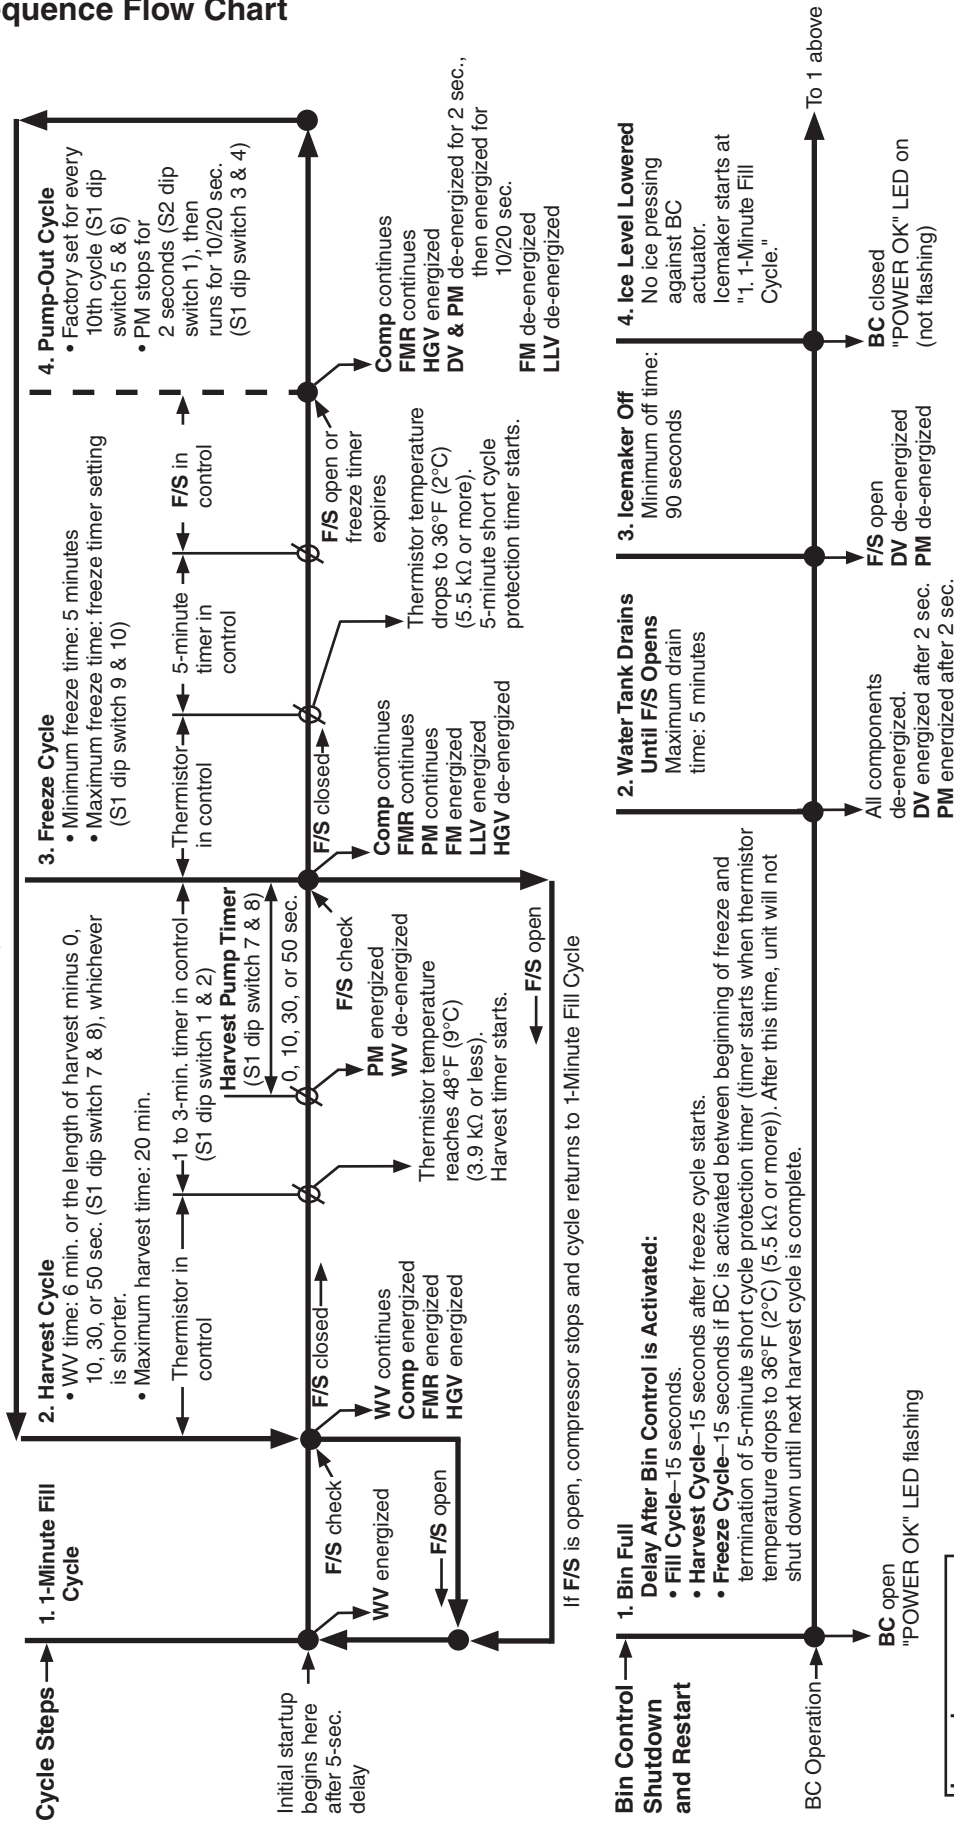 quence Flow Chart
Cycle Steps
1. 1-Minute Fill
Cycle
Initial startup
begins here
after 5-sec.
delay
WV energized
F/S check
F/S open
2. Harvest Cycle
• WV time: 6 min. or the length of harvest minus 0,
10, 30, or 50 sec. (S1 dip switch 7 & 8), whichever
is shorter.
• Maximum harvest time: 20 min.
Thermistor in
control
1 to 3-min. timer in control
(S1 dip switch 1 & 2)
Harvest Pump Timer
(S1 dip switch 7 & 8)
0, 10, 30, or 50 sec.
F/S closed
WV continues
Comp energized
FMR energized
HGV energized
Thermistor temperature
reaches 48°F (9°C)
(3.9 kΩ or less).
Harvest timer starts.
PM energized
WV de-energized
F/S check
F/S open
If F/S is open, compressor stops and cycle returns to 1-Minute Fill Cycle
3. Freeze Cycle
• Minimum freeze time: 5 minutes
• Maximum freeze time: freeze timer setting
(S1 dip switch 9 & 10)
Thermistor
in control
5-minute
timer in
control
F/S in
control
F/S closed
Comp continues
FMR continues
PM continues
FM energized
LLV energized
HGV de-energized
Thermistor temperature
drops to 36°F (2°C)
(5.5 kΩ or more).
5-minute short cycle
protection timer starts.
F/S open or
freeze timer
expires
4. Pump-Out Cycle
• Factory set for every
10th cycle (S1 dip
switch 5 & 6)
• PM stops for
2 seconds (S2 dip
switch 1), then
runs for 10/20 sec.
(S1 dip switch 3 & 4)
Comp continues
FMR continues
HGV energized
DV & PM de-energized for 2 sec.,
then energized for
10/20 sec.
FM de-energized
LLV de-energized
Bin Control
Shutdown
and Restart
BC Operation
1. Bin Full
Delay After Bin Control is Activated:
• Fill Cycle–15 seconds.
• Harvest Cycle–15 seconds after freeze cycle starts.
• Freeze Cycle–15 seconds if BC is activated between beginning of freeze and
termination of 5-minute short cycle protection timer (timer starts when thermistor
temperature drops to 36°F (2°C) (5.5 kΩ or more)). After this time, unit will not
shut down until next harvest cycle is complete.
BC open
"POWER OK" LED flashing
2. Water Tank Drains
Until F/S Opens
Maximum drain
time: 5 minutes
All components
de-energized.
DV energized after 2 sec.
PM energized after 2 sec.
3. Icemaker Off
Minimum off time:
90 seconds
F/S open
DV de-energized
PM de-energized
4. Ice Level Lowered
No ice pressing
against BC
actuator.
Icemaker starts at
"1. 1-Minute Fill
Cycle."
BC closed
"POWER OK" LED on
(not flashing)
To 1 above